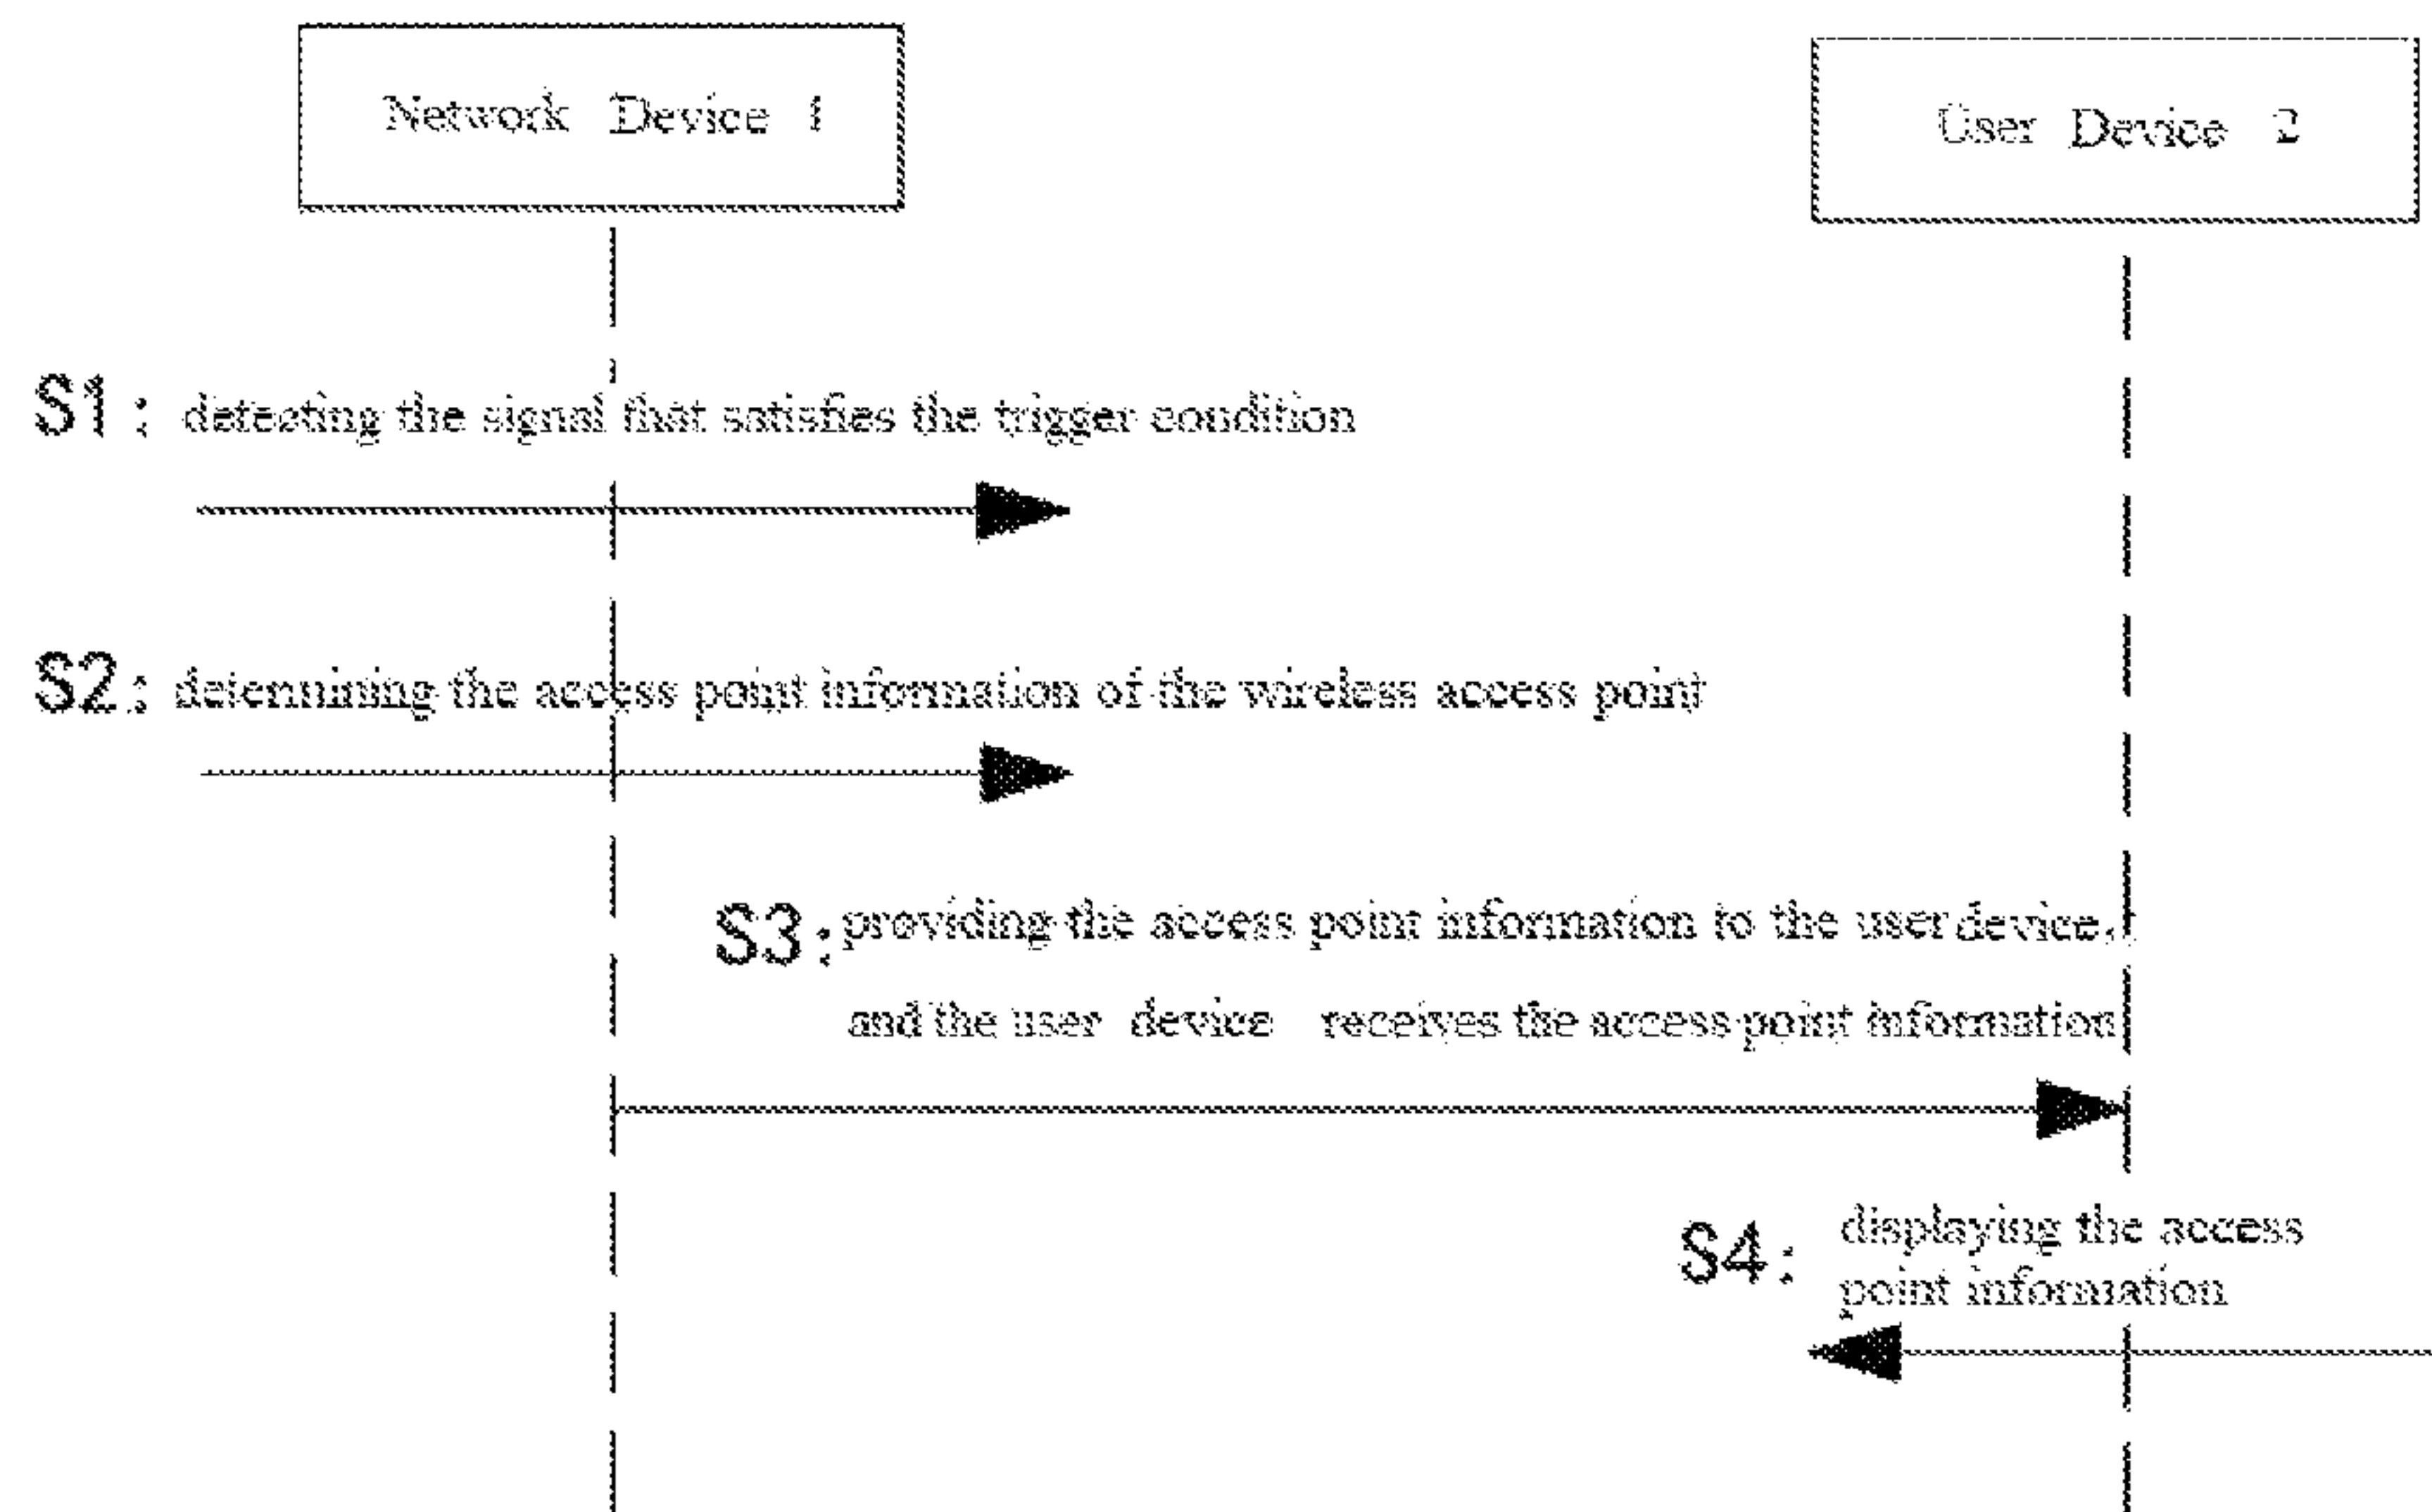 Network Device 1
User Device 2
S1: detecting the signal that satisfies the trigger condition
S2: determining the access point information of the wireless access point
S3: providing the access point information to the user device,
and the user device receives the access point information
S4: displaying the access
point information